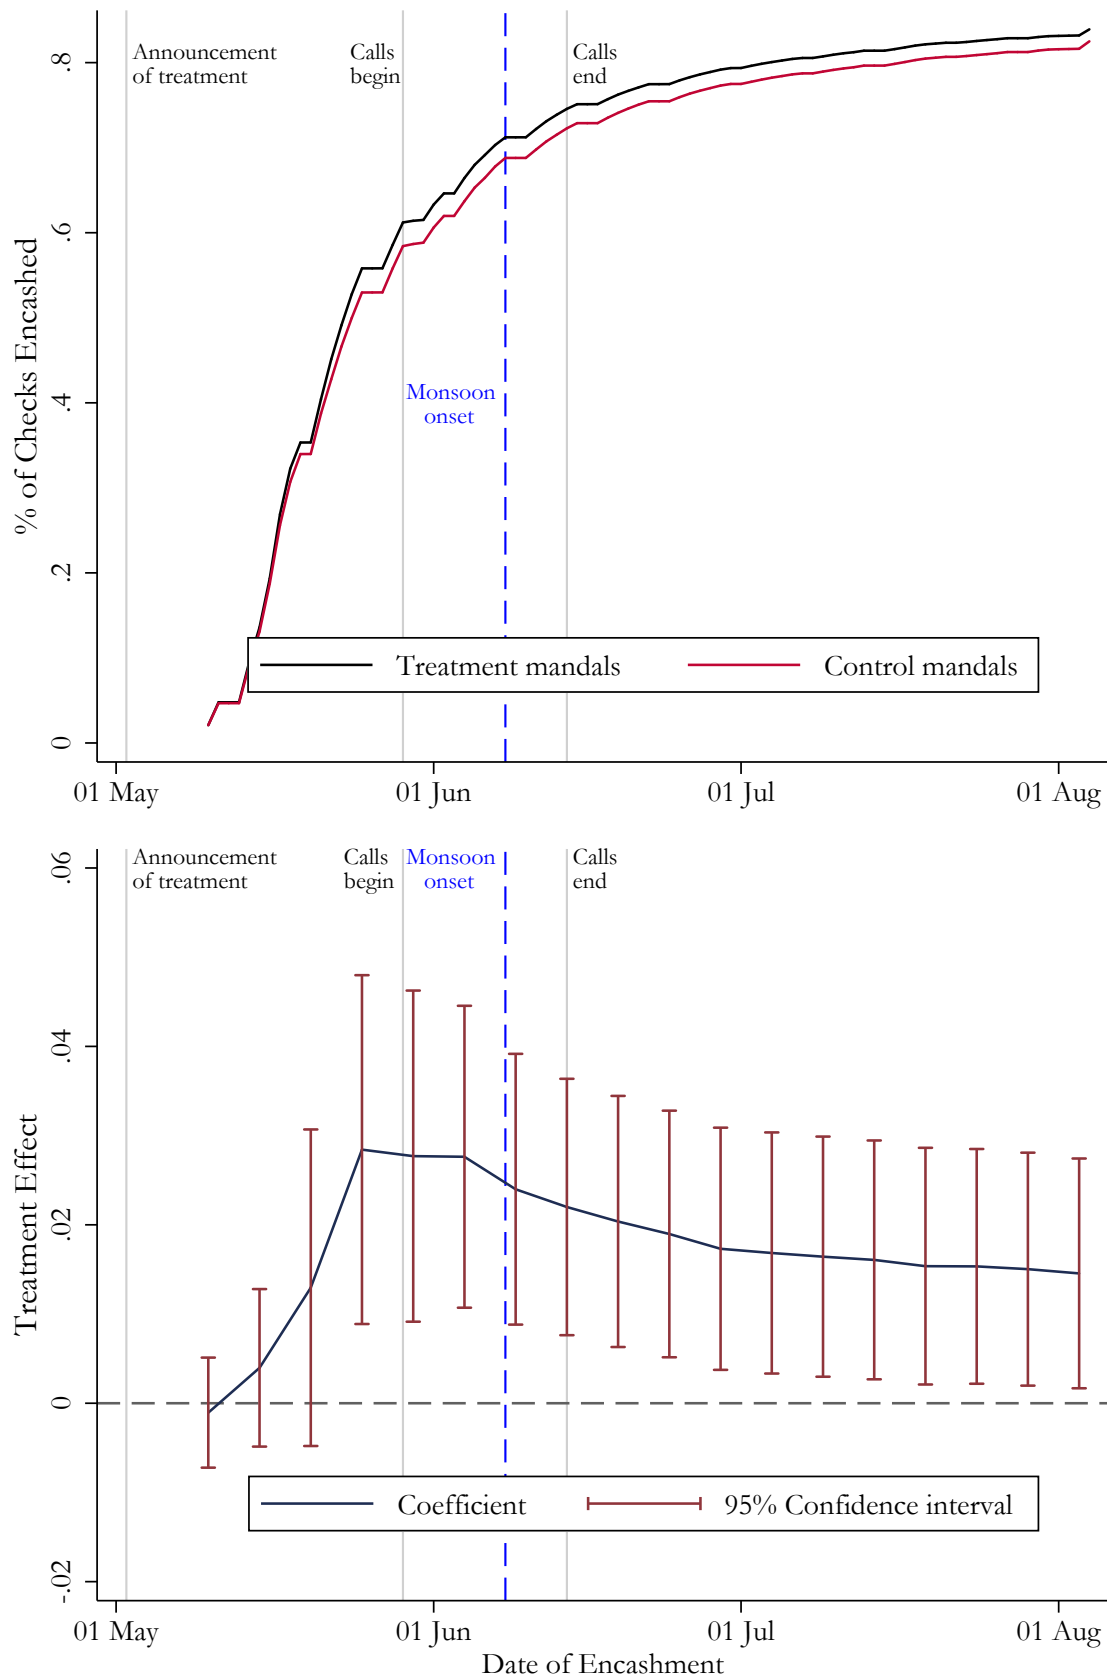 Announcement
of treatment
Calls
begin
Calls
end
Monsoon
onset
% of Checks Encashed
.8
.6
.4
.2
0
Treatment mandals
Control mandals
01 May
01 Jun
01 Jul
01 Aug
Announcement
of treatment
Calls
begin
Monsoon
onset
Calls
end
Treatment Effect
.06
.04
.02
0
-.02
Coefficient
95% Confidence interval
01 May
01 Jun
01 Jul
01 Aug
Date of Encashment